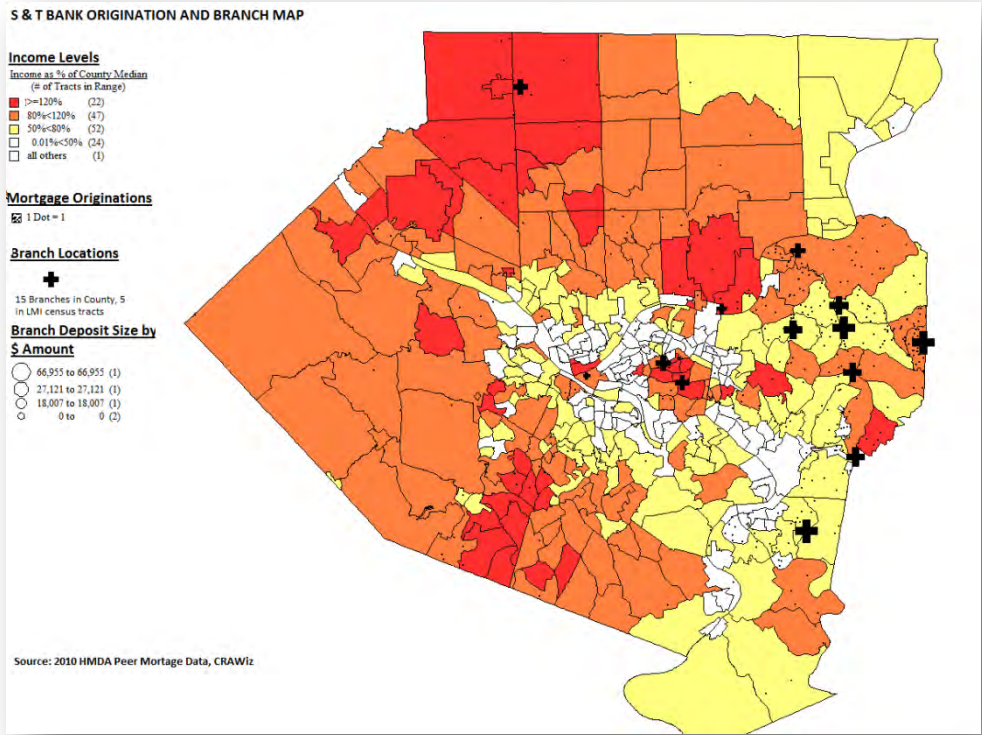 S & T BANK ORIGINATION AND BRANCH MAP
Income Levels
Income as % of County Median
(# of Tracts in Range)
>=120% (22)
80%<120% (47)
50%<80% (52)
0.01%<50% (24)
all others (1)
Mortgage Originations
1 Dot = 1
Branch Locations
15 Branches in County, 5
in LMI census tracts
Branch Deposit Size by
$ Amount
66,955 to 66,955 (1)
27,121 to 27,121 (1)
18,007 to 18,007 (1)
0 to 0 (2)
Source: 2010 HMDA Peer Mortage Data, CRAWiz